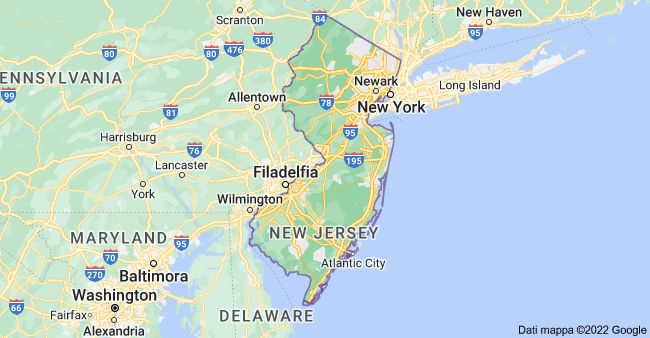 Scranton
New Haven
84
95
380
476
80
80
ENNSYLVANIA
Newark
Long Island
99
Allentown
78
New York
81
95
Harrisburg
76
195
Lancaster
Filadelfia
York
Wilmington
NEW JERSEY
MARYLAND
95
70
Atlantic City
270
Baltimora
Washington
66
Fairfax
DELAWARE
Alexandria
Dati mappa ©2022 Google